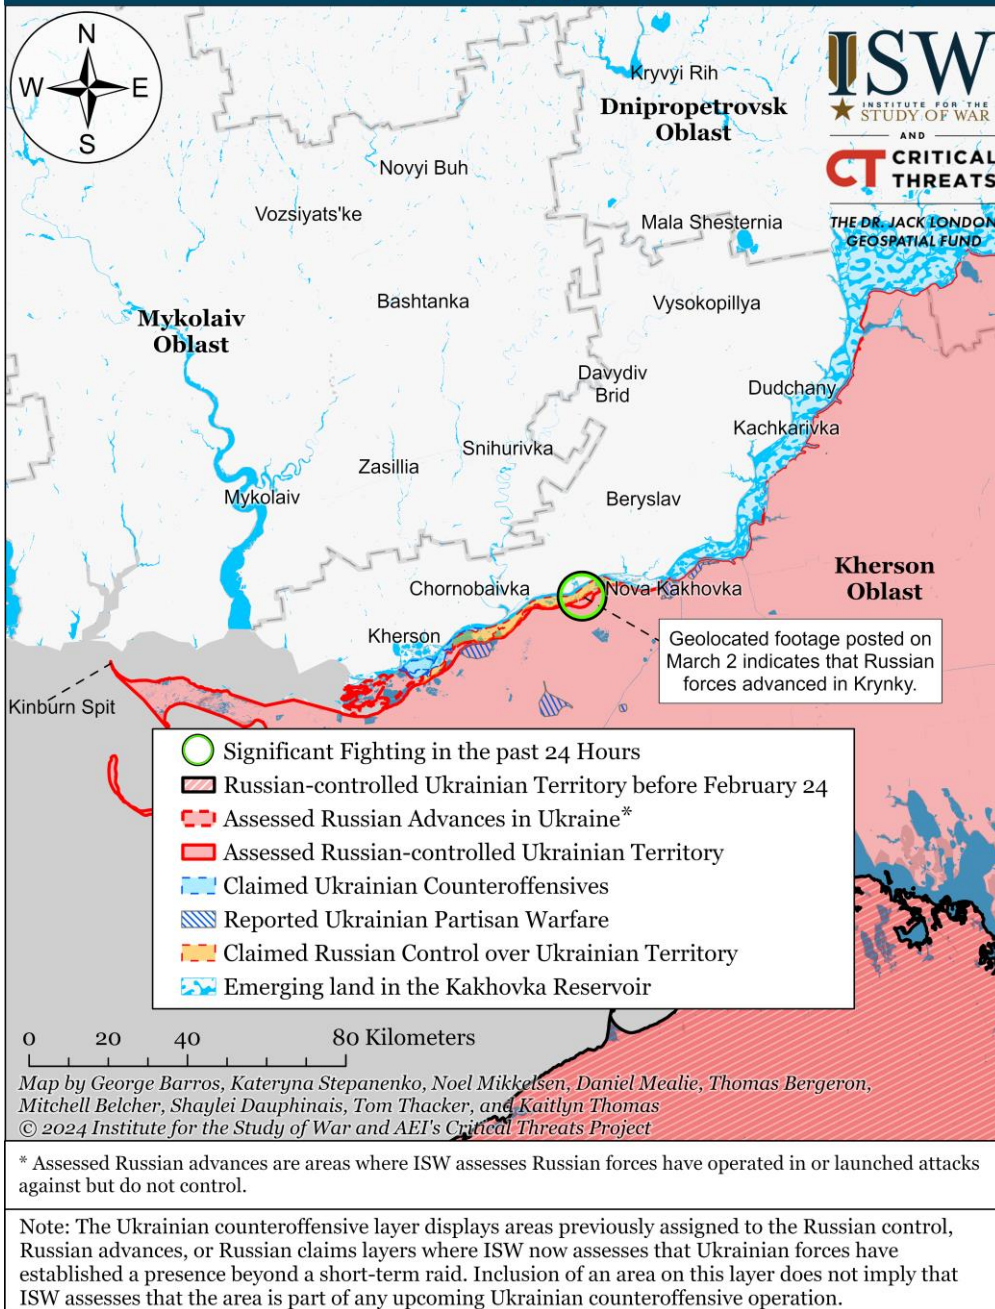 N
W E
S
Kryvyi Rih
Dnipropetrovsk
Oblast
ISW
INSTITUTE FOR THE
STUDY OF WAR
AND
CT CRITICAL
THREATS
THE DR. JACK LONDON
GEOSPATIAL FUND
Novyi Buh
Vozsiyats'ke
Mala Shesternia
Bashtanka
Vysokopillya
Mykolaiv
Oblast
Davydiv
Brid
Dudchany
Kachkarivka
Snihurivka
Zasillia
Mykolaiv
Beryslav
Kherson
Oblast
Chornobaivka
Nova Kakhovka
Kherson
Geolocated footage posted on
March 2 indicates that Russian
forces advanced in Krynky.
Kinburn Spit
Significant Fighting in the past 24 Hours
Russian-controlled Ukrainian Territory before February 24
Assessed Russian Advances in Ukraine*
Assessed Russian-controlled Ukrainian Territory
Claimed Ukrainian Counteroffensives
Reported Ukrainian Partisan Warfare
Claimed Russian Control over Ukrainian Territory
Emerging land in the Kakhovka Reservoir
0 20 40 80 Kilometers
Map by George Barros, Kateryna Stepanenko, Noel Mikkelsen, Daniel Mealie, Thomas Bergeron,
Mitchell Belcher, Shaylei Dauphinais, Tom Thacker, and Kaitlyn Thomas
© 2024 Institute for the Study of War and AEI's Critical Threats Project
* Assessed Russian advances are areas where ISW assesses Russian forces have operated in or launched attacks
against but do not control.
Note: The Ukrainian counteroffensive layer displays areas previously assigned to the Russian control,
Russian advances, or Russian claims layers where ISW now assesses that Ukrainian forces have
established a presence beyond a short-term raid. Inclusion of an area on this layer does not imply that
ISW assesses that the area is part of any upcoming Ukrainian counteroffensive operation.